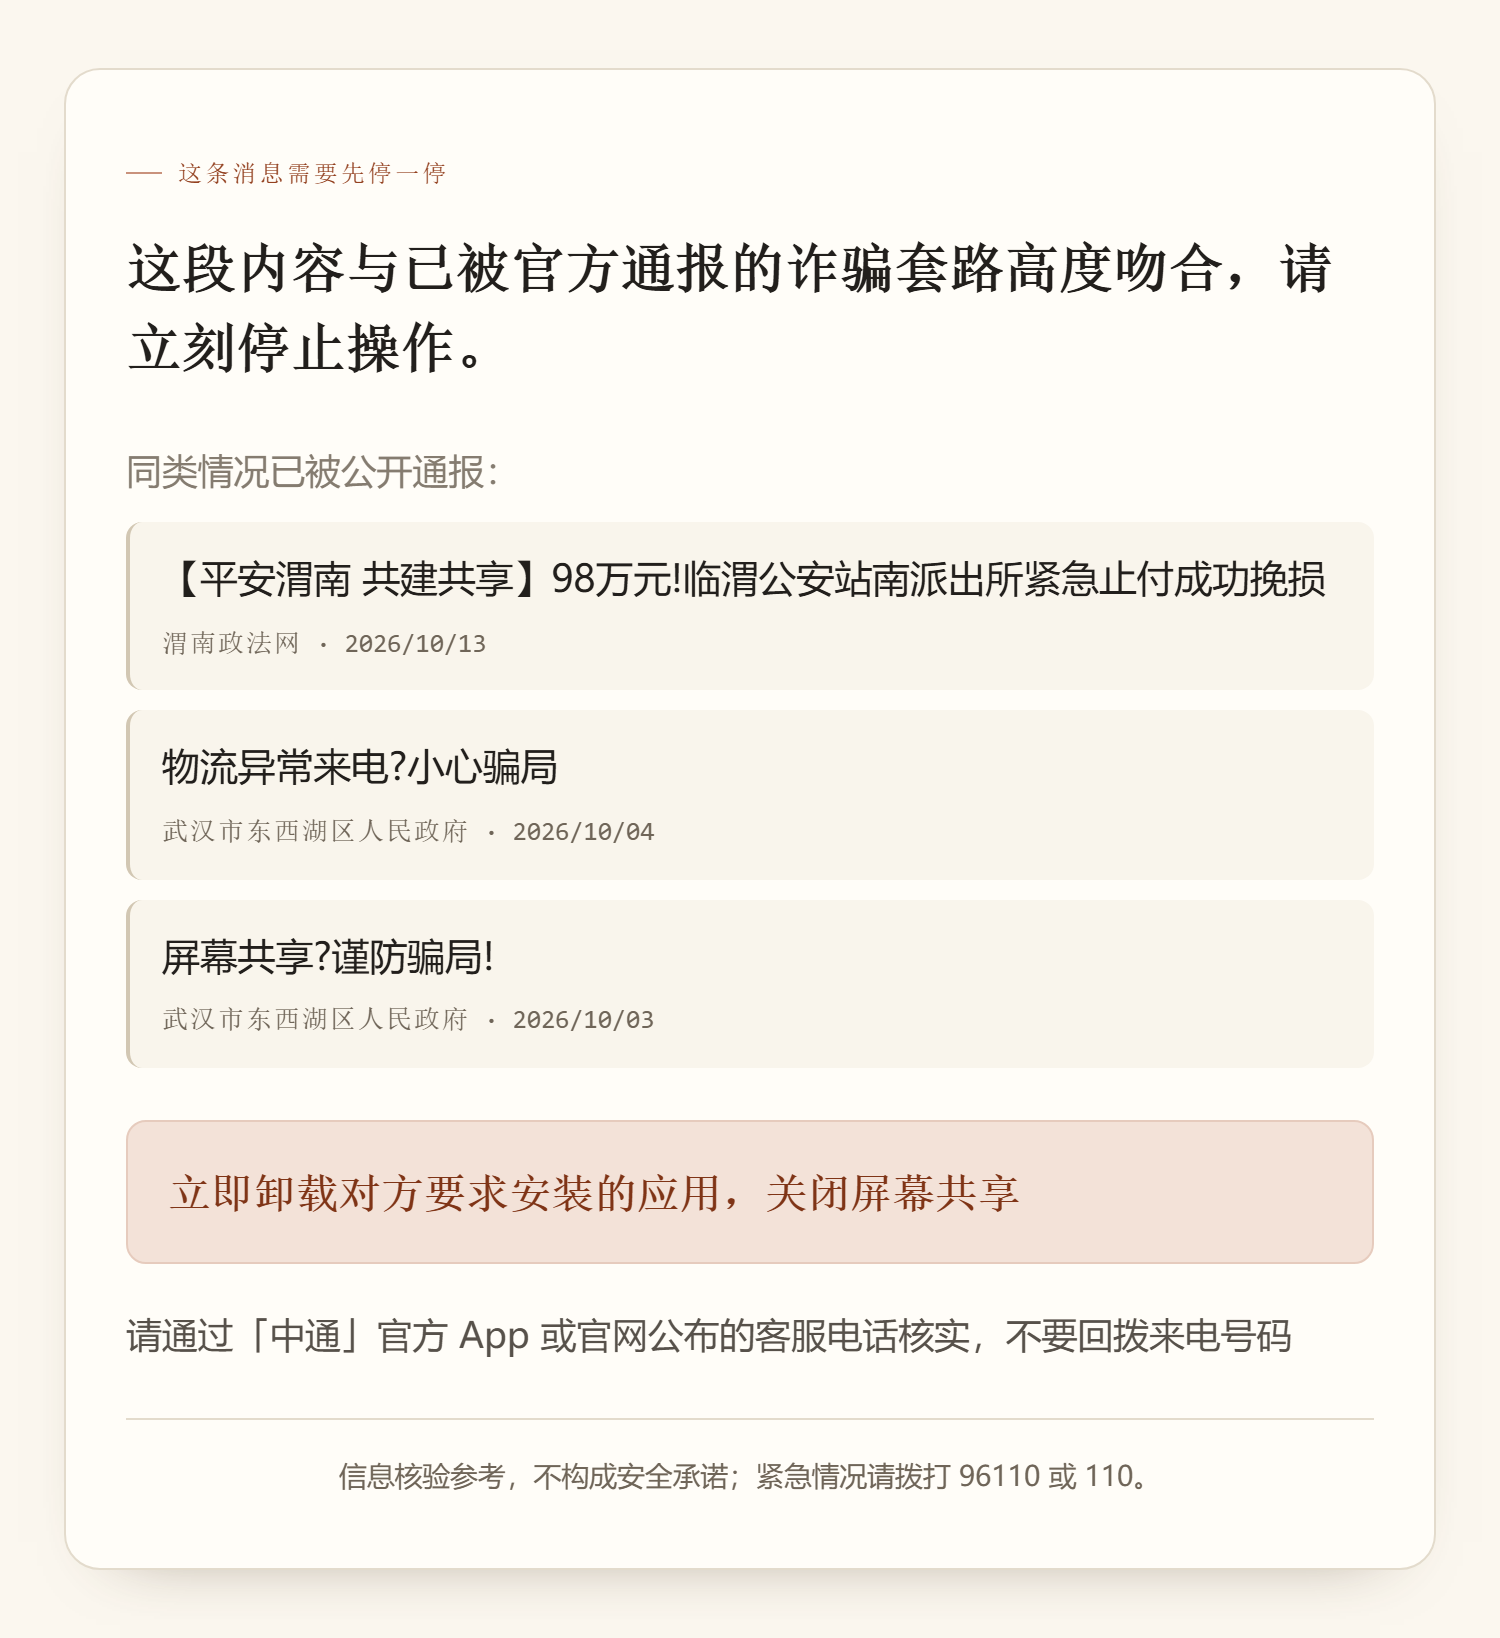 这条消息需要先停一停
这段内容与已被官方通报的诈骗套路高度吻合，请
立刻停止操作。
同类情况已被公开通报：
【平安渭南 共建共享】98万元!临渭公安站南派出所紧急止付成功挽损
渭南政法网 · 2026/10/13
物流异常来电?小心骗局
武汉市东西湖区人民政府 · 2026/10/04
屏幕共享?谨防骗局!
武汉市东西湖区人民政府 · 2026/10/03
立即卸载对方要求安装的应用，关闭屏幕共享
请通过「中通」官方 App 或官网公布的客服电话核实，不要回拨来电号码
信息核验参考，不构成安全承诺；紧急情况请拨打 96110 或 110。